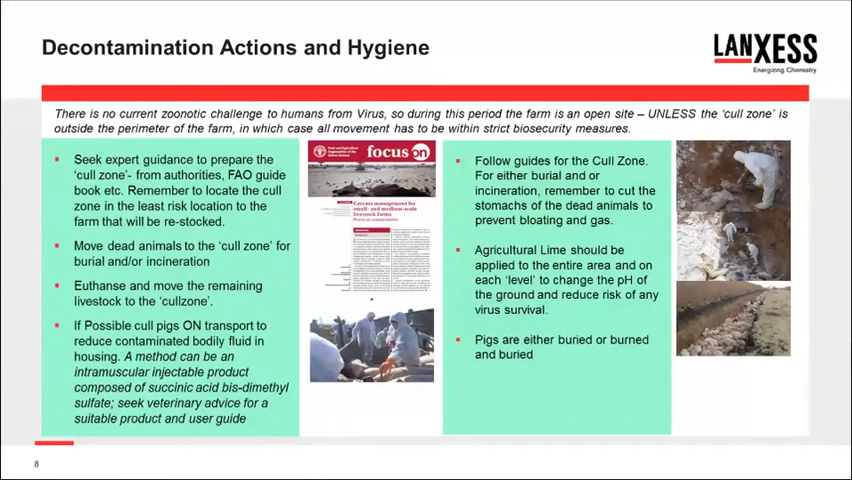 Decontamination Actions and Hygiene
LANXESS
Energizing Chemistry
There is no current zoonotic challenge to humans from Virus, so during this period the farm is an open site – UNLESS the ‘cull zone’ is
outside the perimeter of the farm, in which case all movement has to be within strict biosecurity measures.
Seek expert guidance to prepare the
‘cull zone’- from authorities, FAO guide
book etc. Remember to locate the cull
zone in the least risk location to the
farm that will be re-stocked.
Move dead animals to the ‘cull zone’ for
burial and/or incineration
Euthanse and move the remaining
livestock to the ‘cullzone’.
If Possible cull pigs ON transport to
reduce contaminated bodily fluid in
housing. A method can be an
intramuscular injectable product
composed of succinic acid bis-dimethyl
sulfate; seek veterinary advice for a
suitable product and user guide
focus on
Carcass management for
small- and medium-scale
livestock farms
Practical considerations
Follow guides for the Cull Zone.
For either burial and or
incineration, remember to cut the
stomachs of the dead animals to
prevent bloating and gas.
Agricultural Lime should be
applied to the entire area and on
each ‘level’ to change the pH of
the ground and reduce risk of any
virus survival.
Pigs are either buried or burned
and buried
8